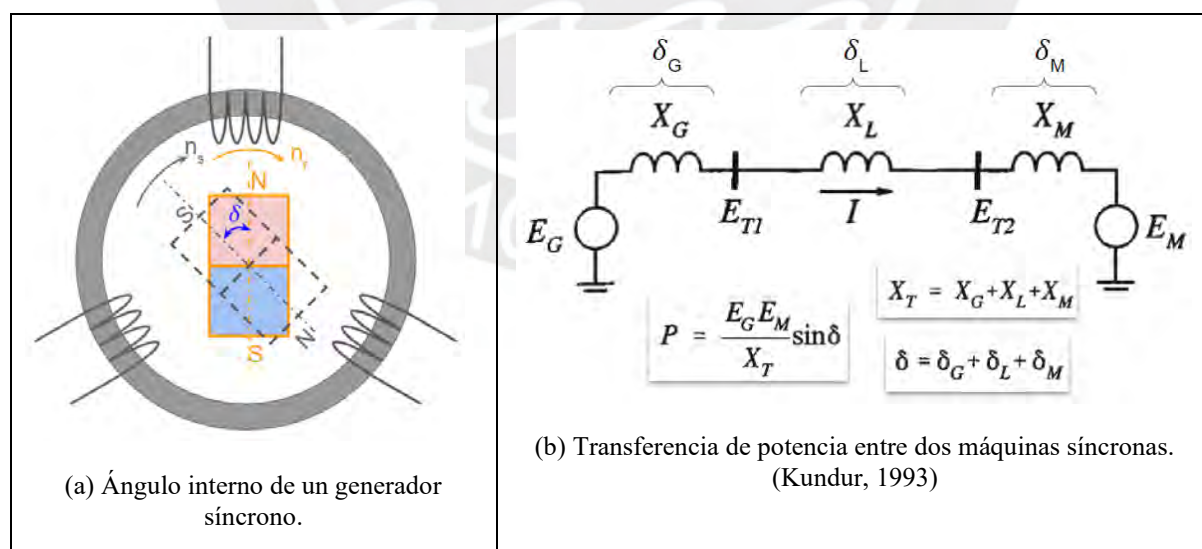 n_s
n_r
N
S
δ
S
N
(a) Ángulo interno de un generador
síncrono.
δ_G
δ_L
δ_M
X_G
X_L
X_M
E_G
E_T1
I
E_T2
E_M
X_T = X_G+X_L+X_M
P = E_G E_M / X_T sinδ
δ = δ_G + δ_L + δ_M
(b) Transferencia de potencia entre dos máquinas síncronas.
(Kundur, 1993)